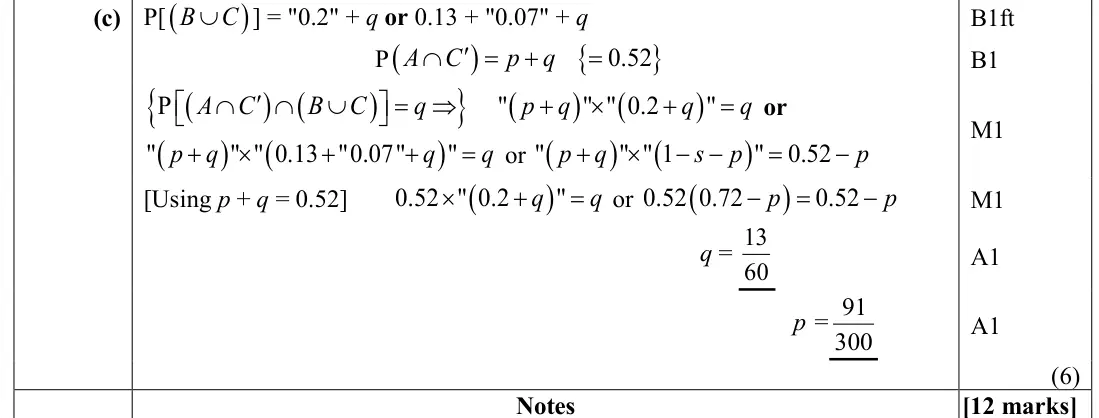 (c) P[(B∪C)] = "0.2" + q or 0.13 + "0.07" + q B1ft
P(A∩C′) = p + q {= 0.52} B1
{P[(A∩C′)∩(B∪C)] = q ⇒} "(p + q)"×"(0.2 + q)" = q or
"(p + q)"×"(0.13 + "0.07"+ q)" = q or "(p + q)"×"(1 − s − p)" = 0.52 − p M1
[Using p + q = 0.52] 0.52×"(0.2 + q)" = q or 0.52(0.72 − p) = 0.52 − p M1
q = 13/60 A1
p = 91/300 A1
(6)
Notes [12 marks]